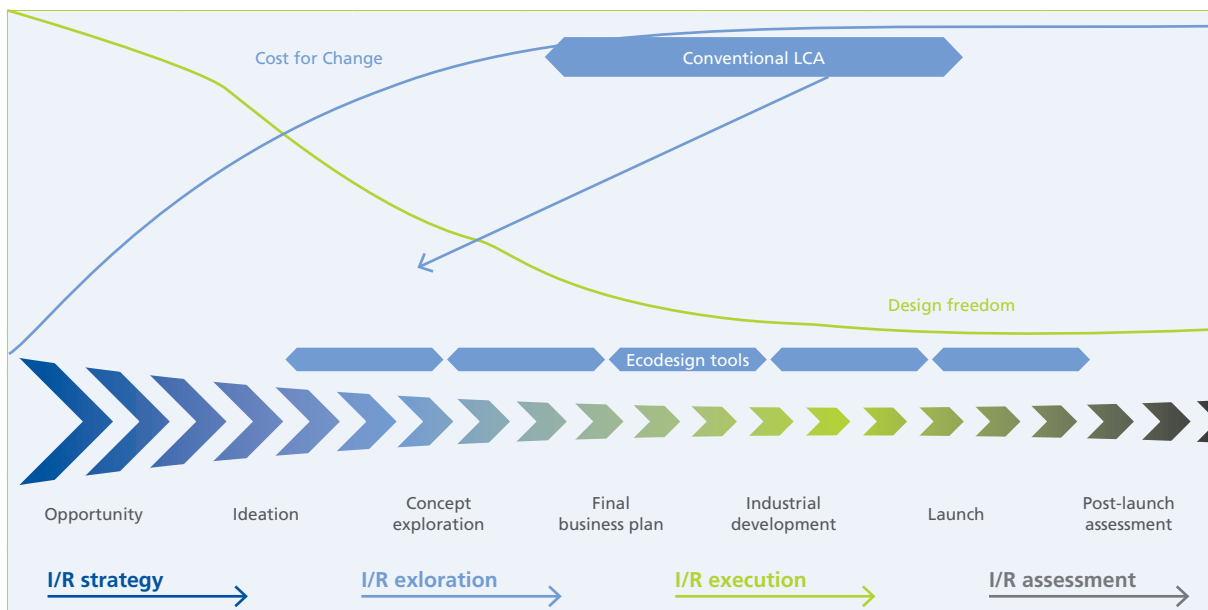 Cost for Change
Conventional LCA
Design freedom
Ecodesign tools
Opportunity
Ideation
Concept
exploration
Final
business plan
Industrial
development
Launch
Post-launch
assessment
I/R strategy
I/R exloration
I/R execution
I/R assessment